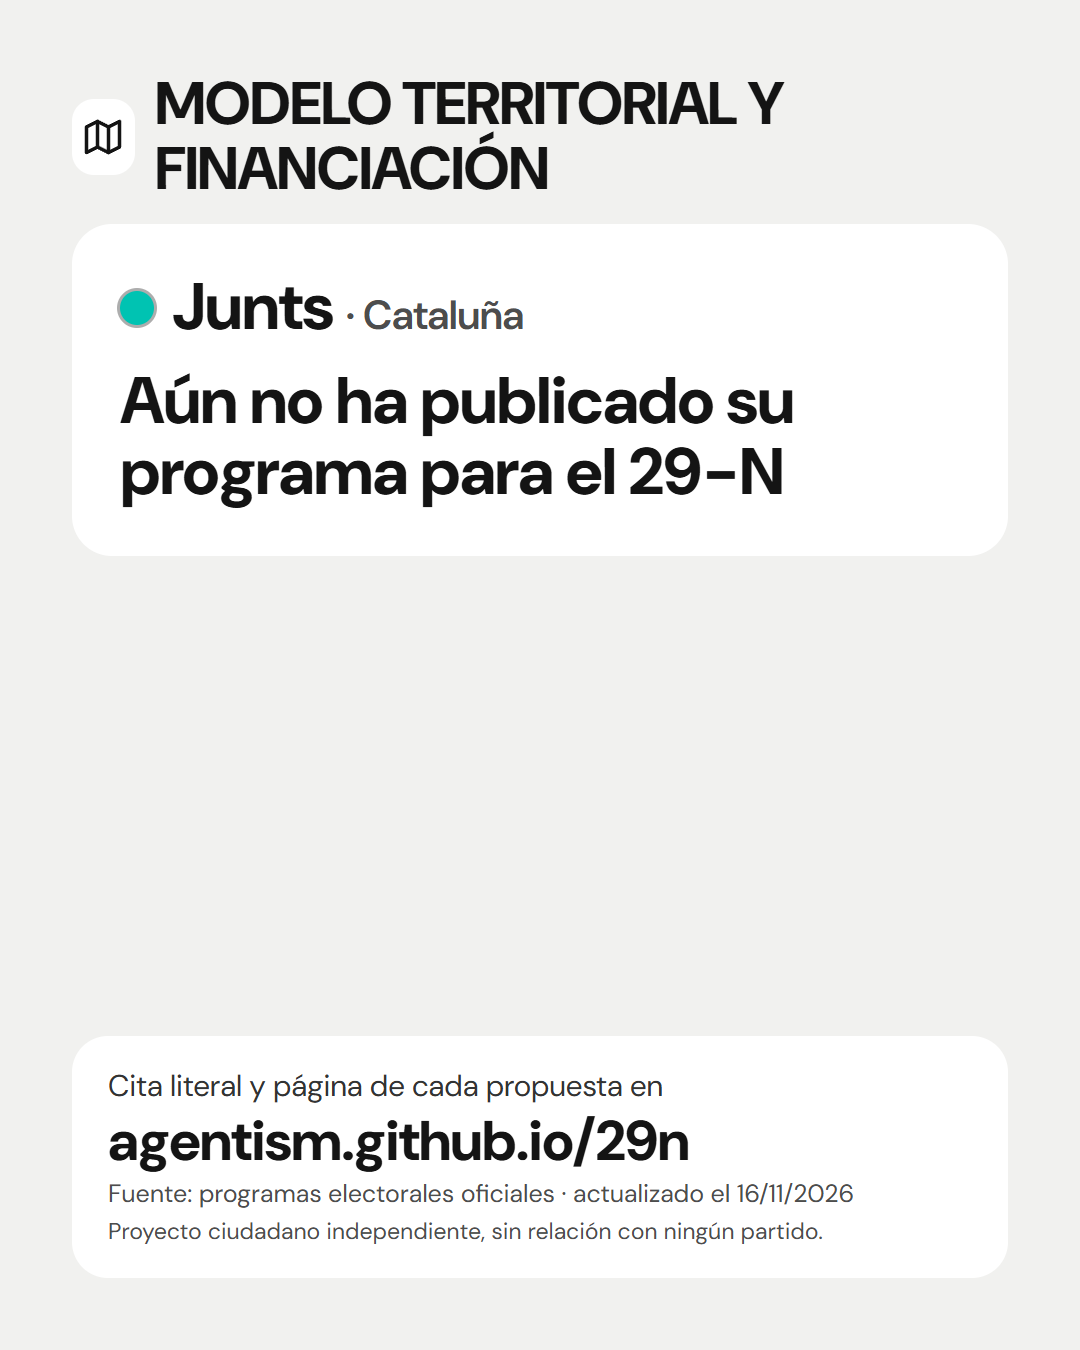 MODELO TERRITORIAL Y
FINANCIACIÓN
Junts · Cataluña
Aún no ha publicado su
programa para el 29-N
Cita literal y página de cada propuesta en
agentism.github.io/29n
Fuente: programas electorales oficiales · actualizado el 16/11/2026
Proyecto ciudadano independiente, sin relación con ningún partido.